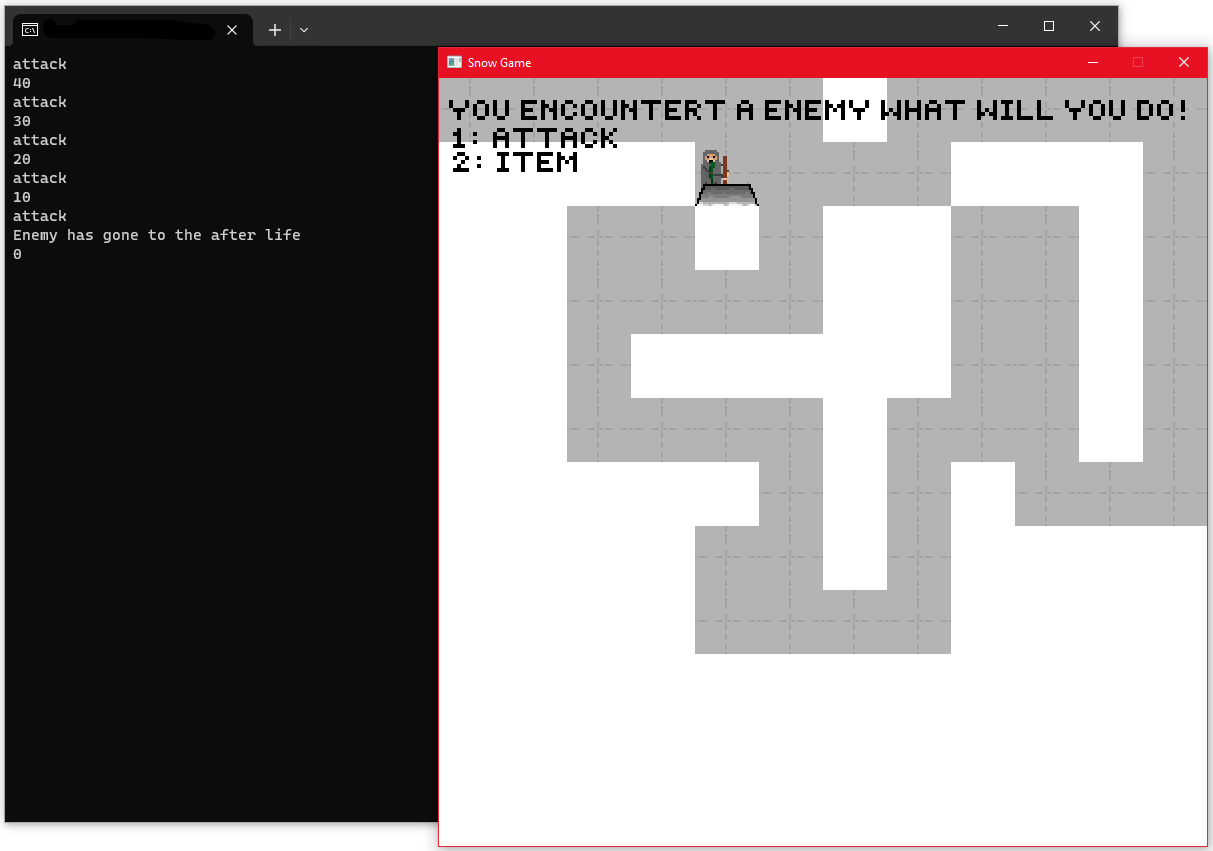 attack
40
attack
30
attack
20
attack
10
attack
Enemy has gone to the after life
0
Snow Game
YOU ENCOUNTERT A ENEMY WHAT WILL YOU DO!
1: ATTACK
2: ITEM